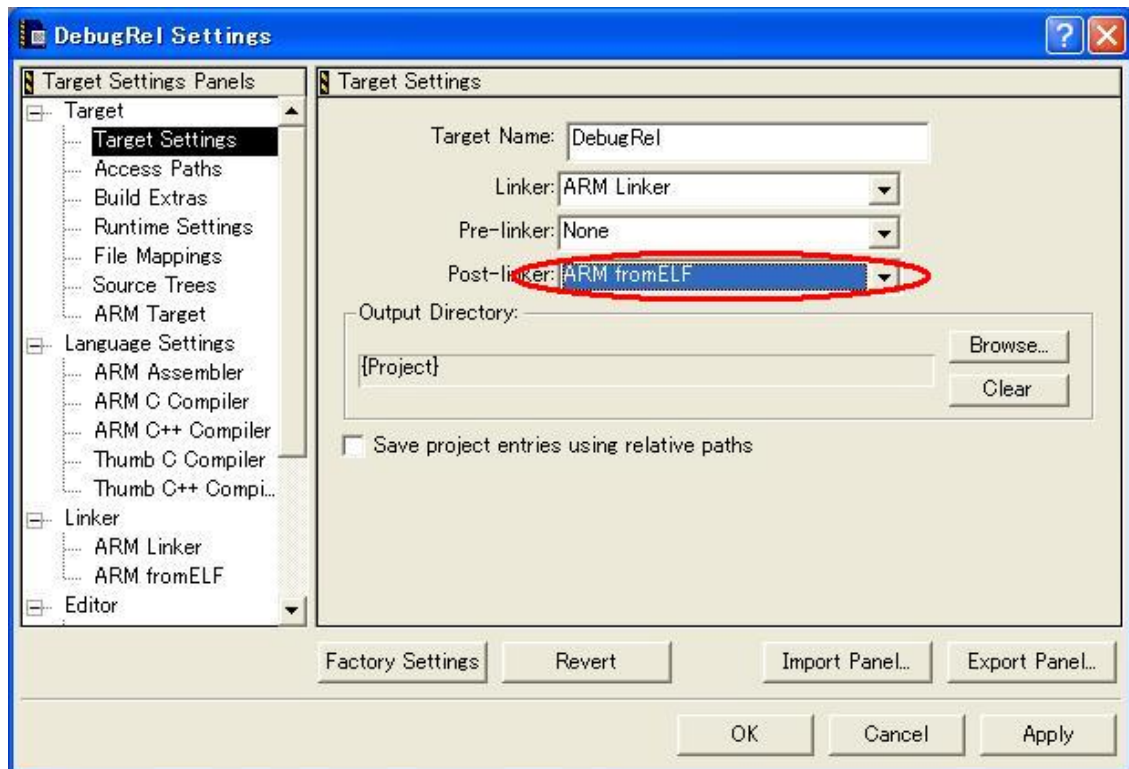 DebugRel Settings
Target Settings Panels
Target
Target Settings
Access Paths
Build Extras
Runtime Settings
File Mappings
Source Trees
ARM Target
Language Settings
ARM Assembler
ARM C Compiler
ARM C++ Compiler
Thumb C Compiler
Thumb C++ Compi...
Linker
ARM Linker
ARM fromELF
Editor
Target Settings
Target Name: DebugRel
Linker: ARM Linker
Pre-linker: None
Post-linker: ARM fromELF
Output Directory:
{Project}
Browse...
Clear
Save project entries using relative paths
Factory Settings
Revert
Import Panel...
Export Panel...
OK
Cancel
Apply